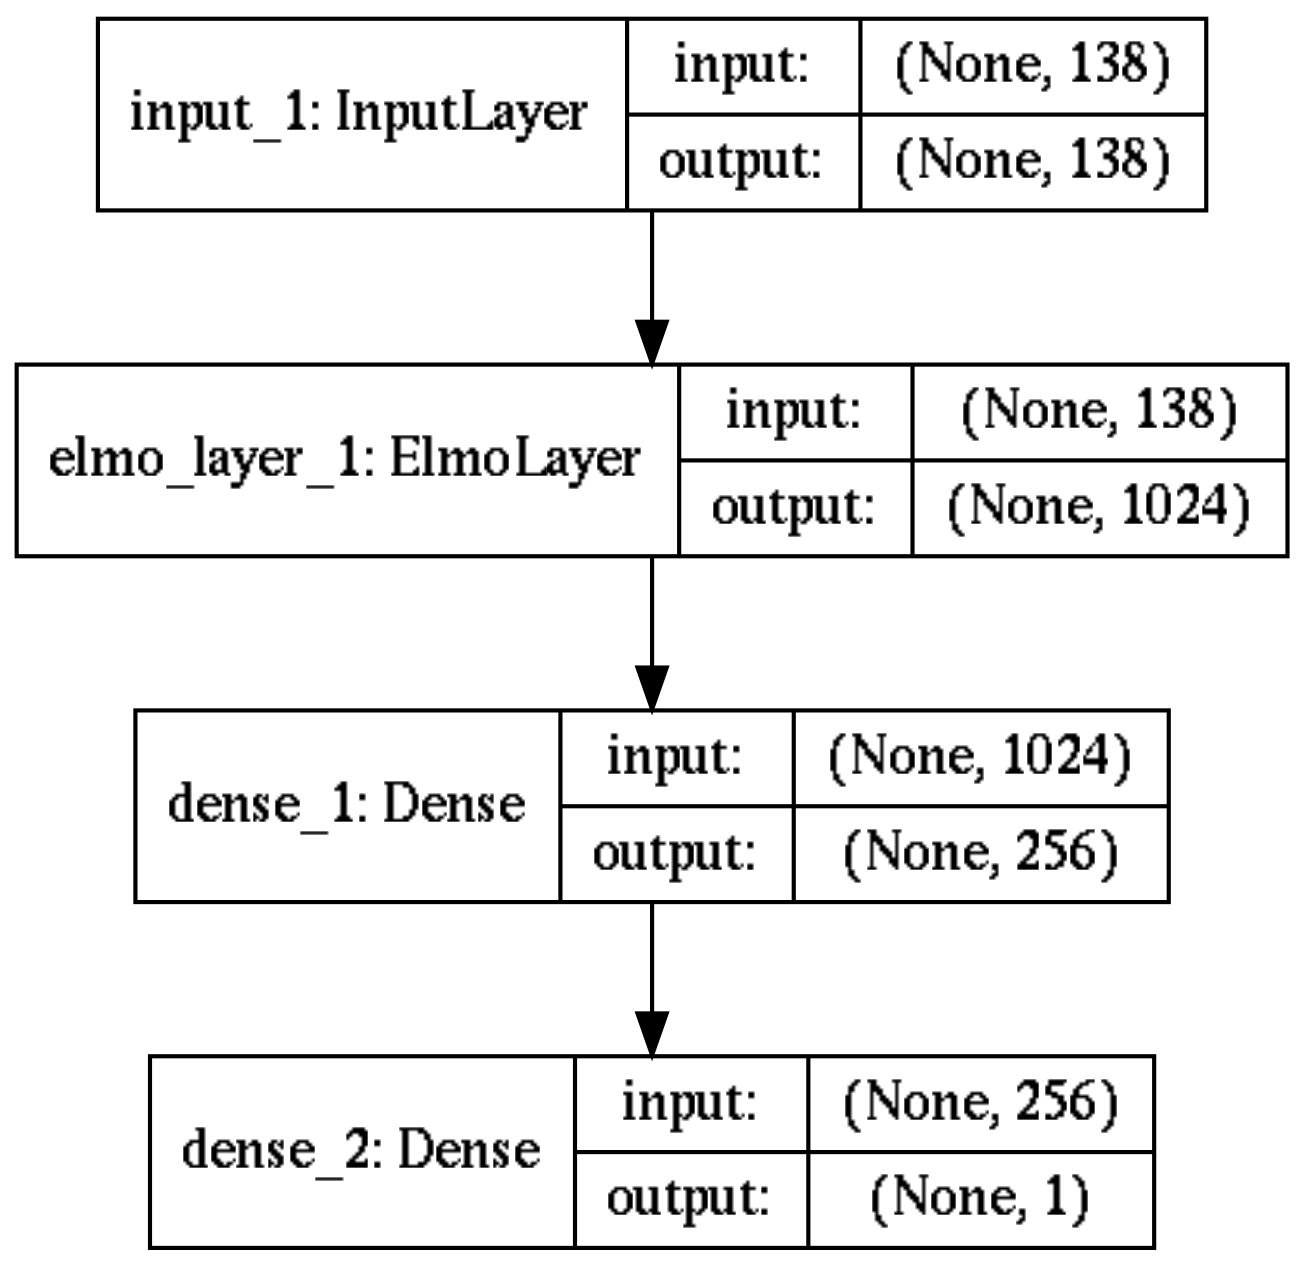 input_1: InputLayer
input: (None, 138)
output: (None, 138)
elmo_layer_1: ElmoLayer
input: (None, 138)
output: (None, 1024)
dense_1: Dense
input: (None, 1024)
output: (None, 256)
dense_2: Dense
input: (None, 256)
output: (None, 1)